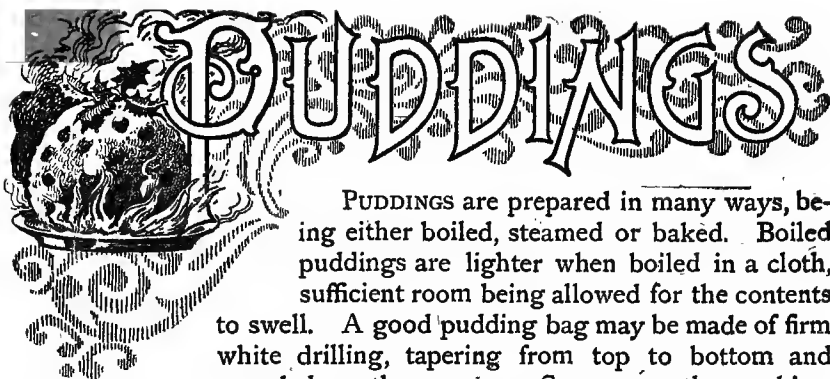 PUDDINGS
PUDDINGS are prepared in many ways, be-
ing either boiled, steamed or baked. Boiled
puddings are lighter when boiled in a cloth,
sufficient room being allowed for the contents
to swell. A good pudding bag may be made of firm
white drilling, tapering from top to bottom and